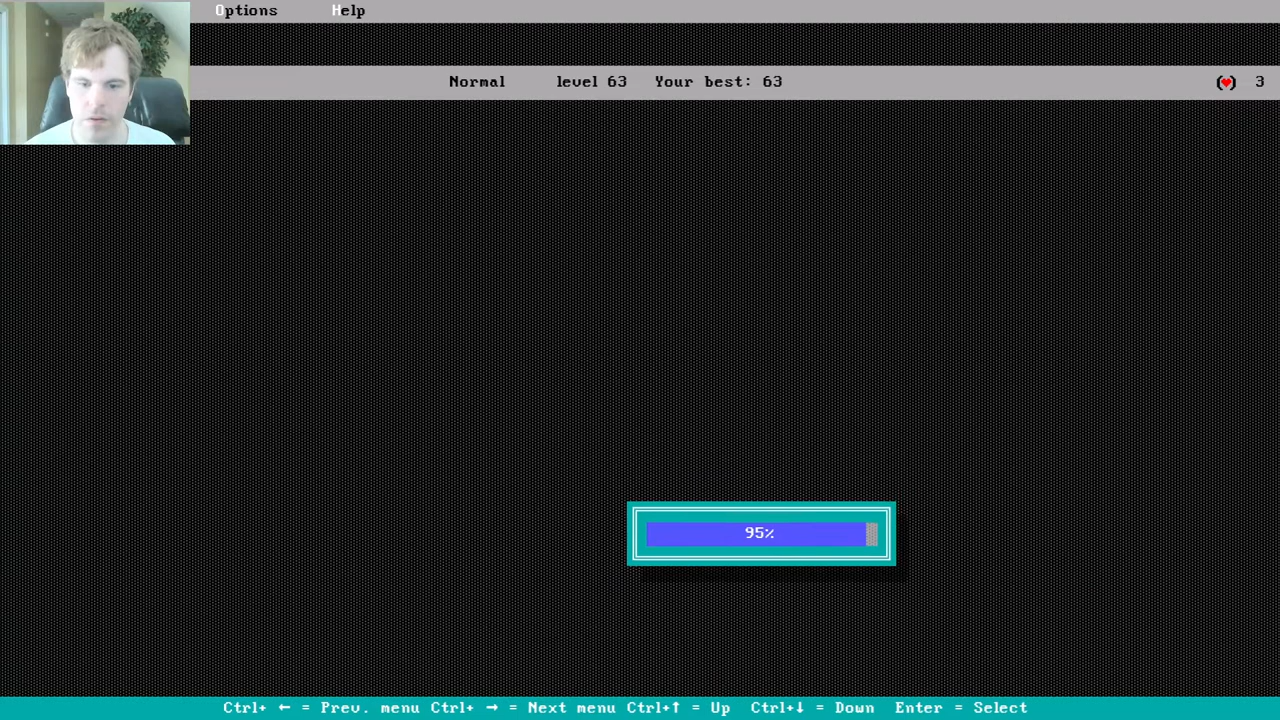 Options Help
Normal level 63 Your best: 63 (♥) 3
95%
Ctrl+ ← = Prev. menu Ctrl+ → = Next menu Ctrl+↑ = Up Ctrl+↓ = Down Enter = Select